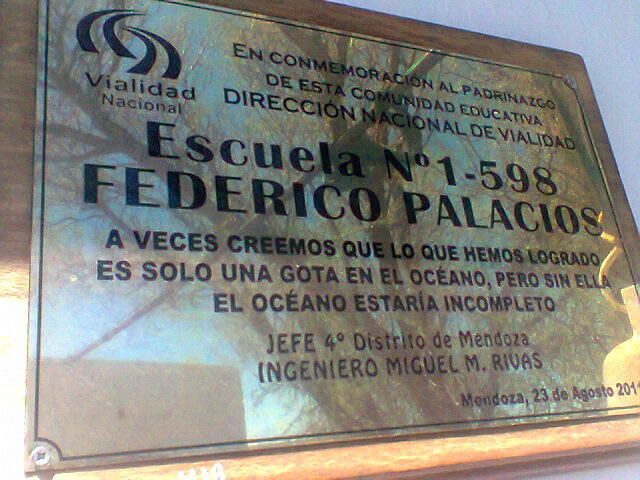 Vialidad
Nacional
EN CONMEMORACIÓN AL PADRINAZGO
DE ESTA COMUNIDAD EDUCATIVA
DIRECCIÓN NACIONAL DE VIALIDAD
Escuela Nº1-598
FEDERICO PALACIOS
A VECES CREEMOS QUE LO QUE HEMOS LOGRADO
ES SOLO UNA GOTA EN EL OCÉANO, PERO SIN ELLA
EL OCÉANO ESTARÍA INCOMPLETO
JEFE 4º Distrito de Mendoza
INGENIERO MIGUEL M. RIVAS
Mendoza, 23 de Agosto